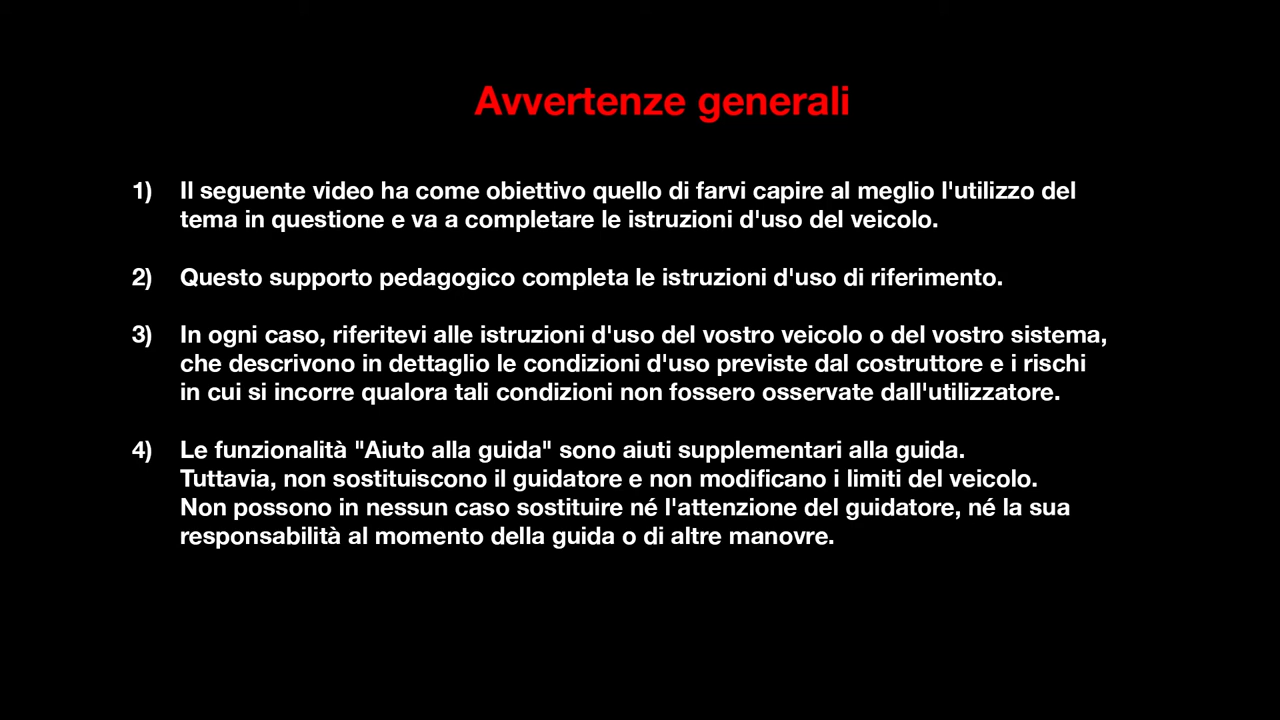 Avvertenze generali
1) Il seguente video ha come obiettivo quello di farvi capire al meglio l'utilizzo del
tema in questione e va a completare le istruzioni d'uso del veicolo.
2) Questo supporto pedagogico completa le istruzioni d'uso di riferimento.
3) In ogni caso, riferitevi alle istruzioni d'uso del vostro veicolo o del vostro sistema,
che descrivono in dettaglio le condizioni d'uso previste dal costruttore e i rischi
in cui si incorre qualora tali condizioni non fossero osservate dall'utilizzatore.
4) Le funzionalità "Aiuto alla guida" sono aiuti supplementari alla guida.
Tuttavia, non sostituiscono il guidatore e non modificano i limiti del veicolo.
Non possono in nessun caso sostituire né l'attenzione del guidatore, né la sua
responsabilità al momento della guida o di altre manovre.